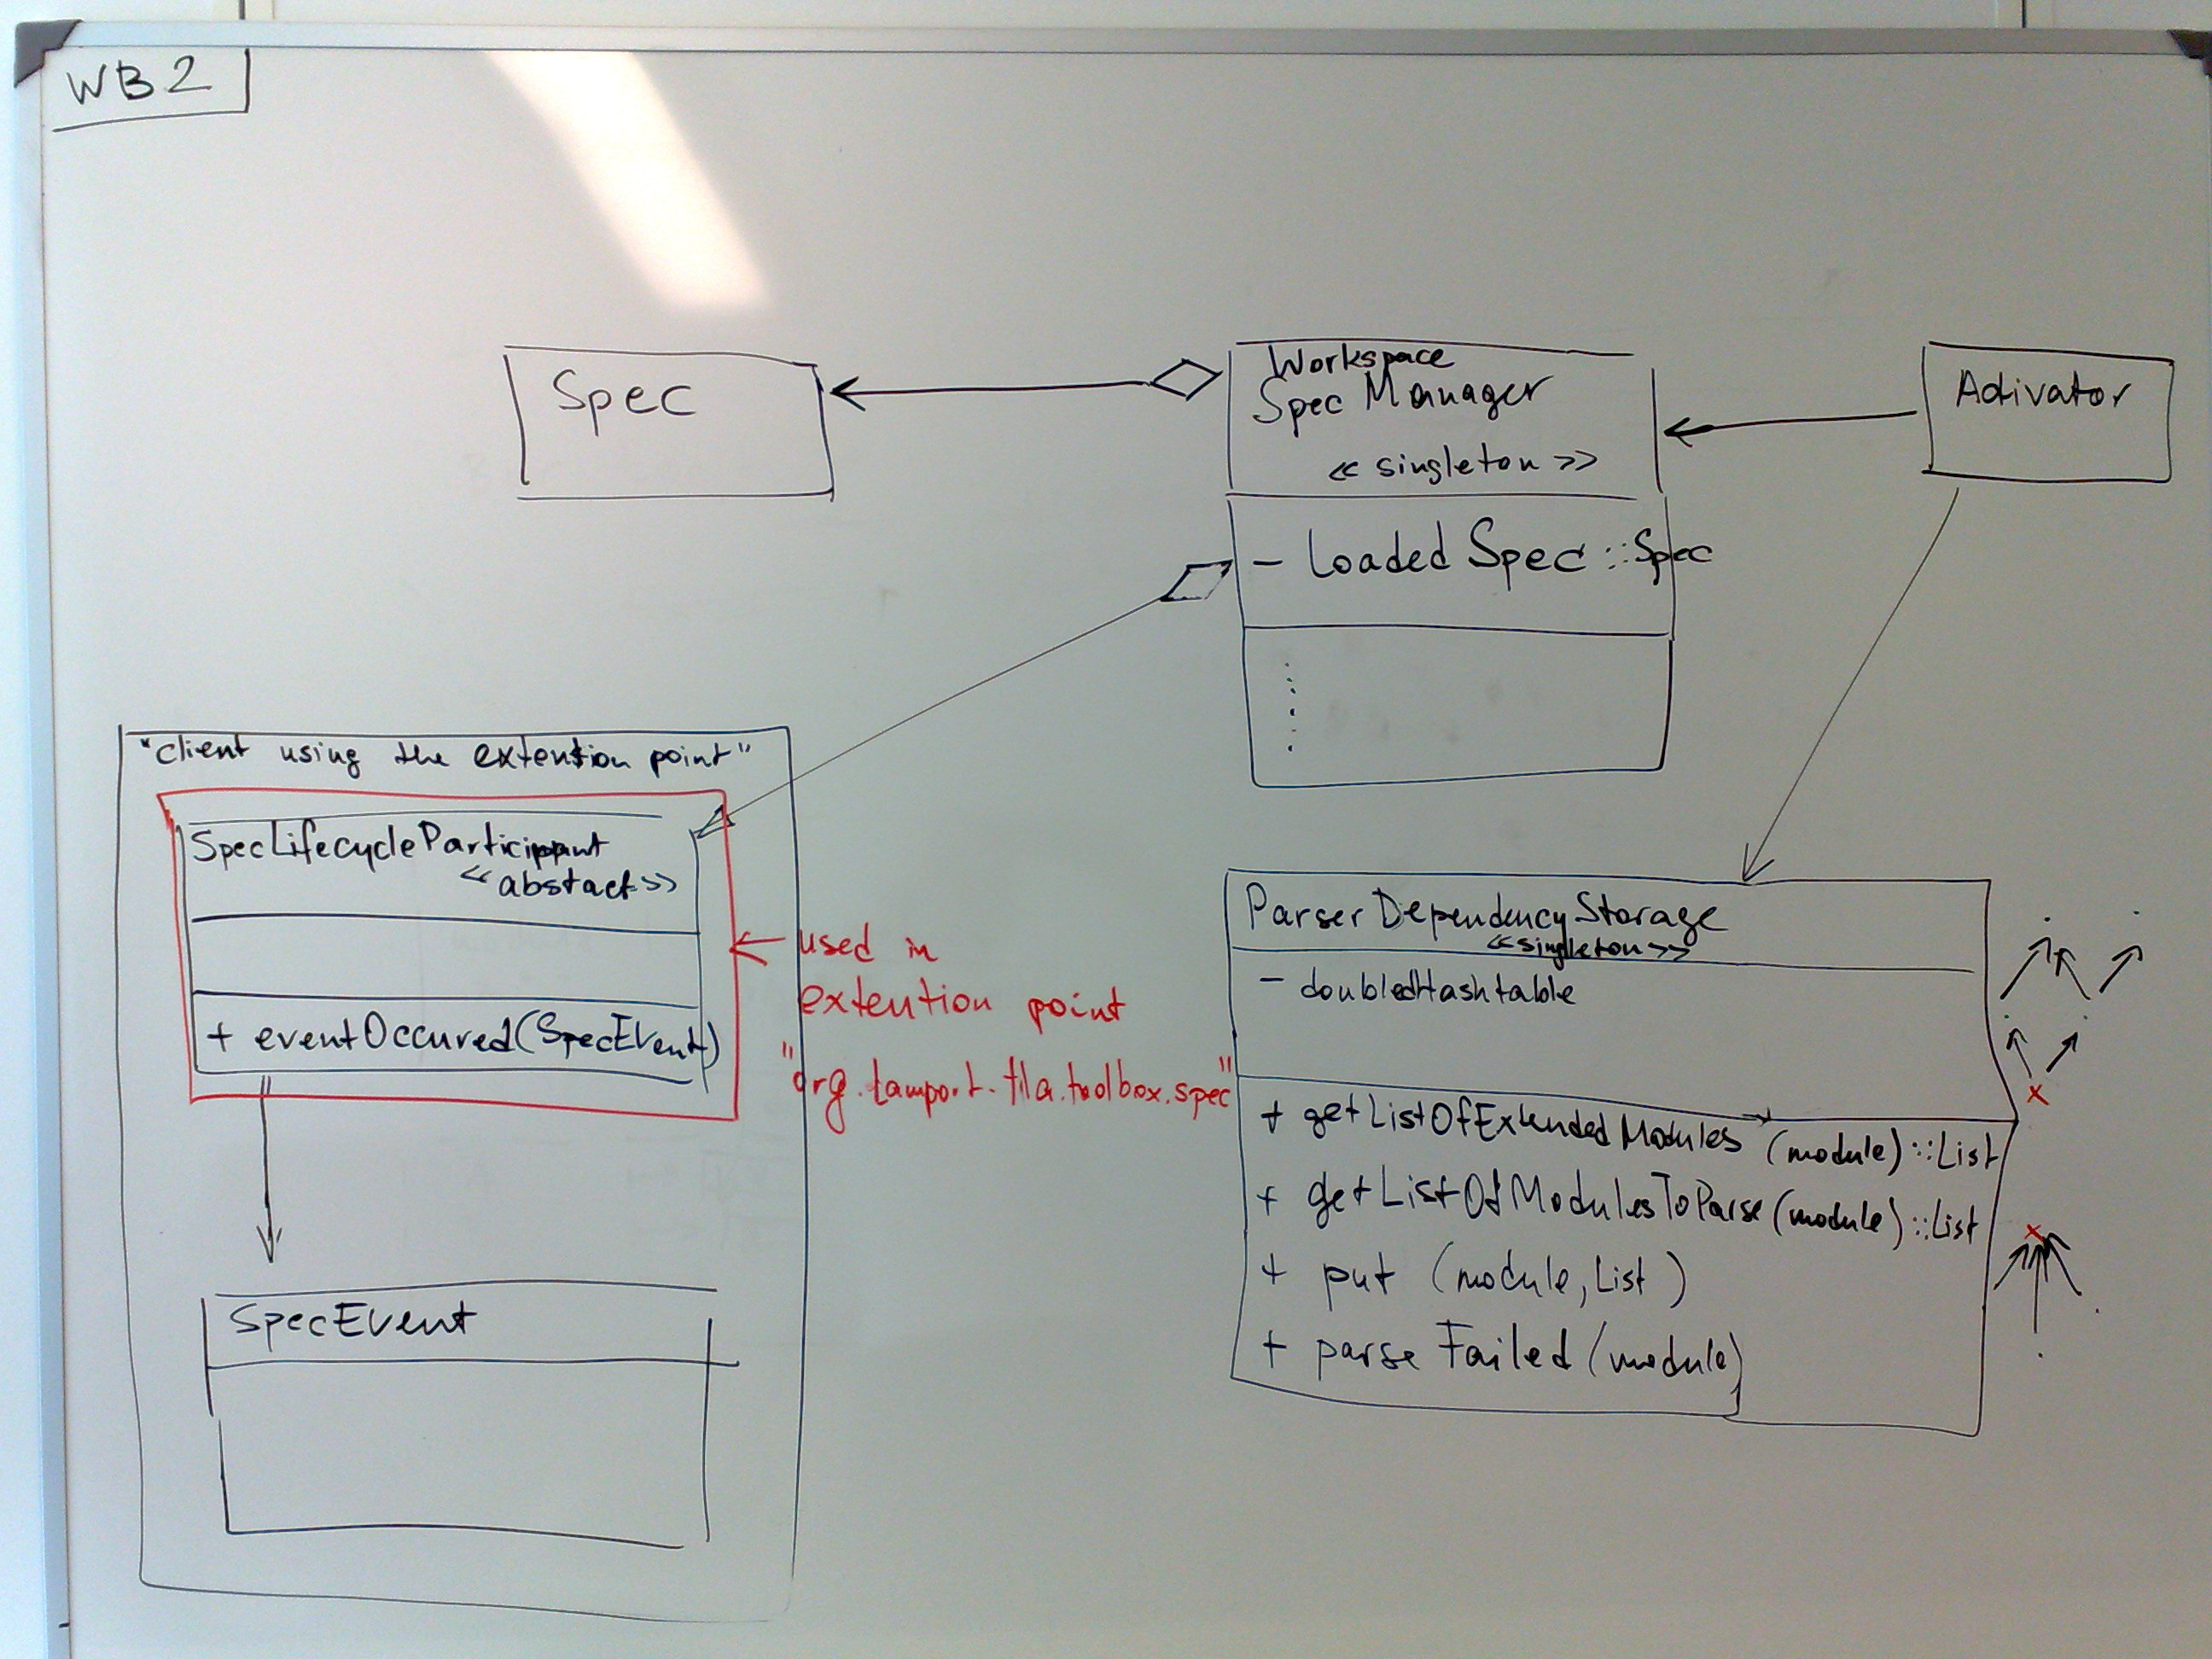 WB2
Spec
Workspace
Spec Manager
<< singleton >>
- Loaded Spec :: Spec
Activator
"client using the extention point"
SpecLifecycleParticipant
<< abstact >>
+ eventOccured(SpecEvent)
used in
extention point
"org.lamport.tla.toolbox.spec"
SpecEvent
ParserDependencyStorage
<<singleton>>
- doubledHashtable
+ getListOfExtendedModules (module) :: List
+ getListOfModulesToParse (module) :: List
+ put (module, List)
+ parse Failed (module)